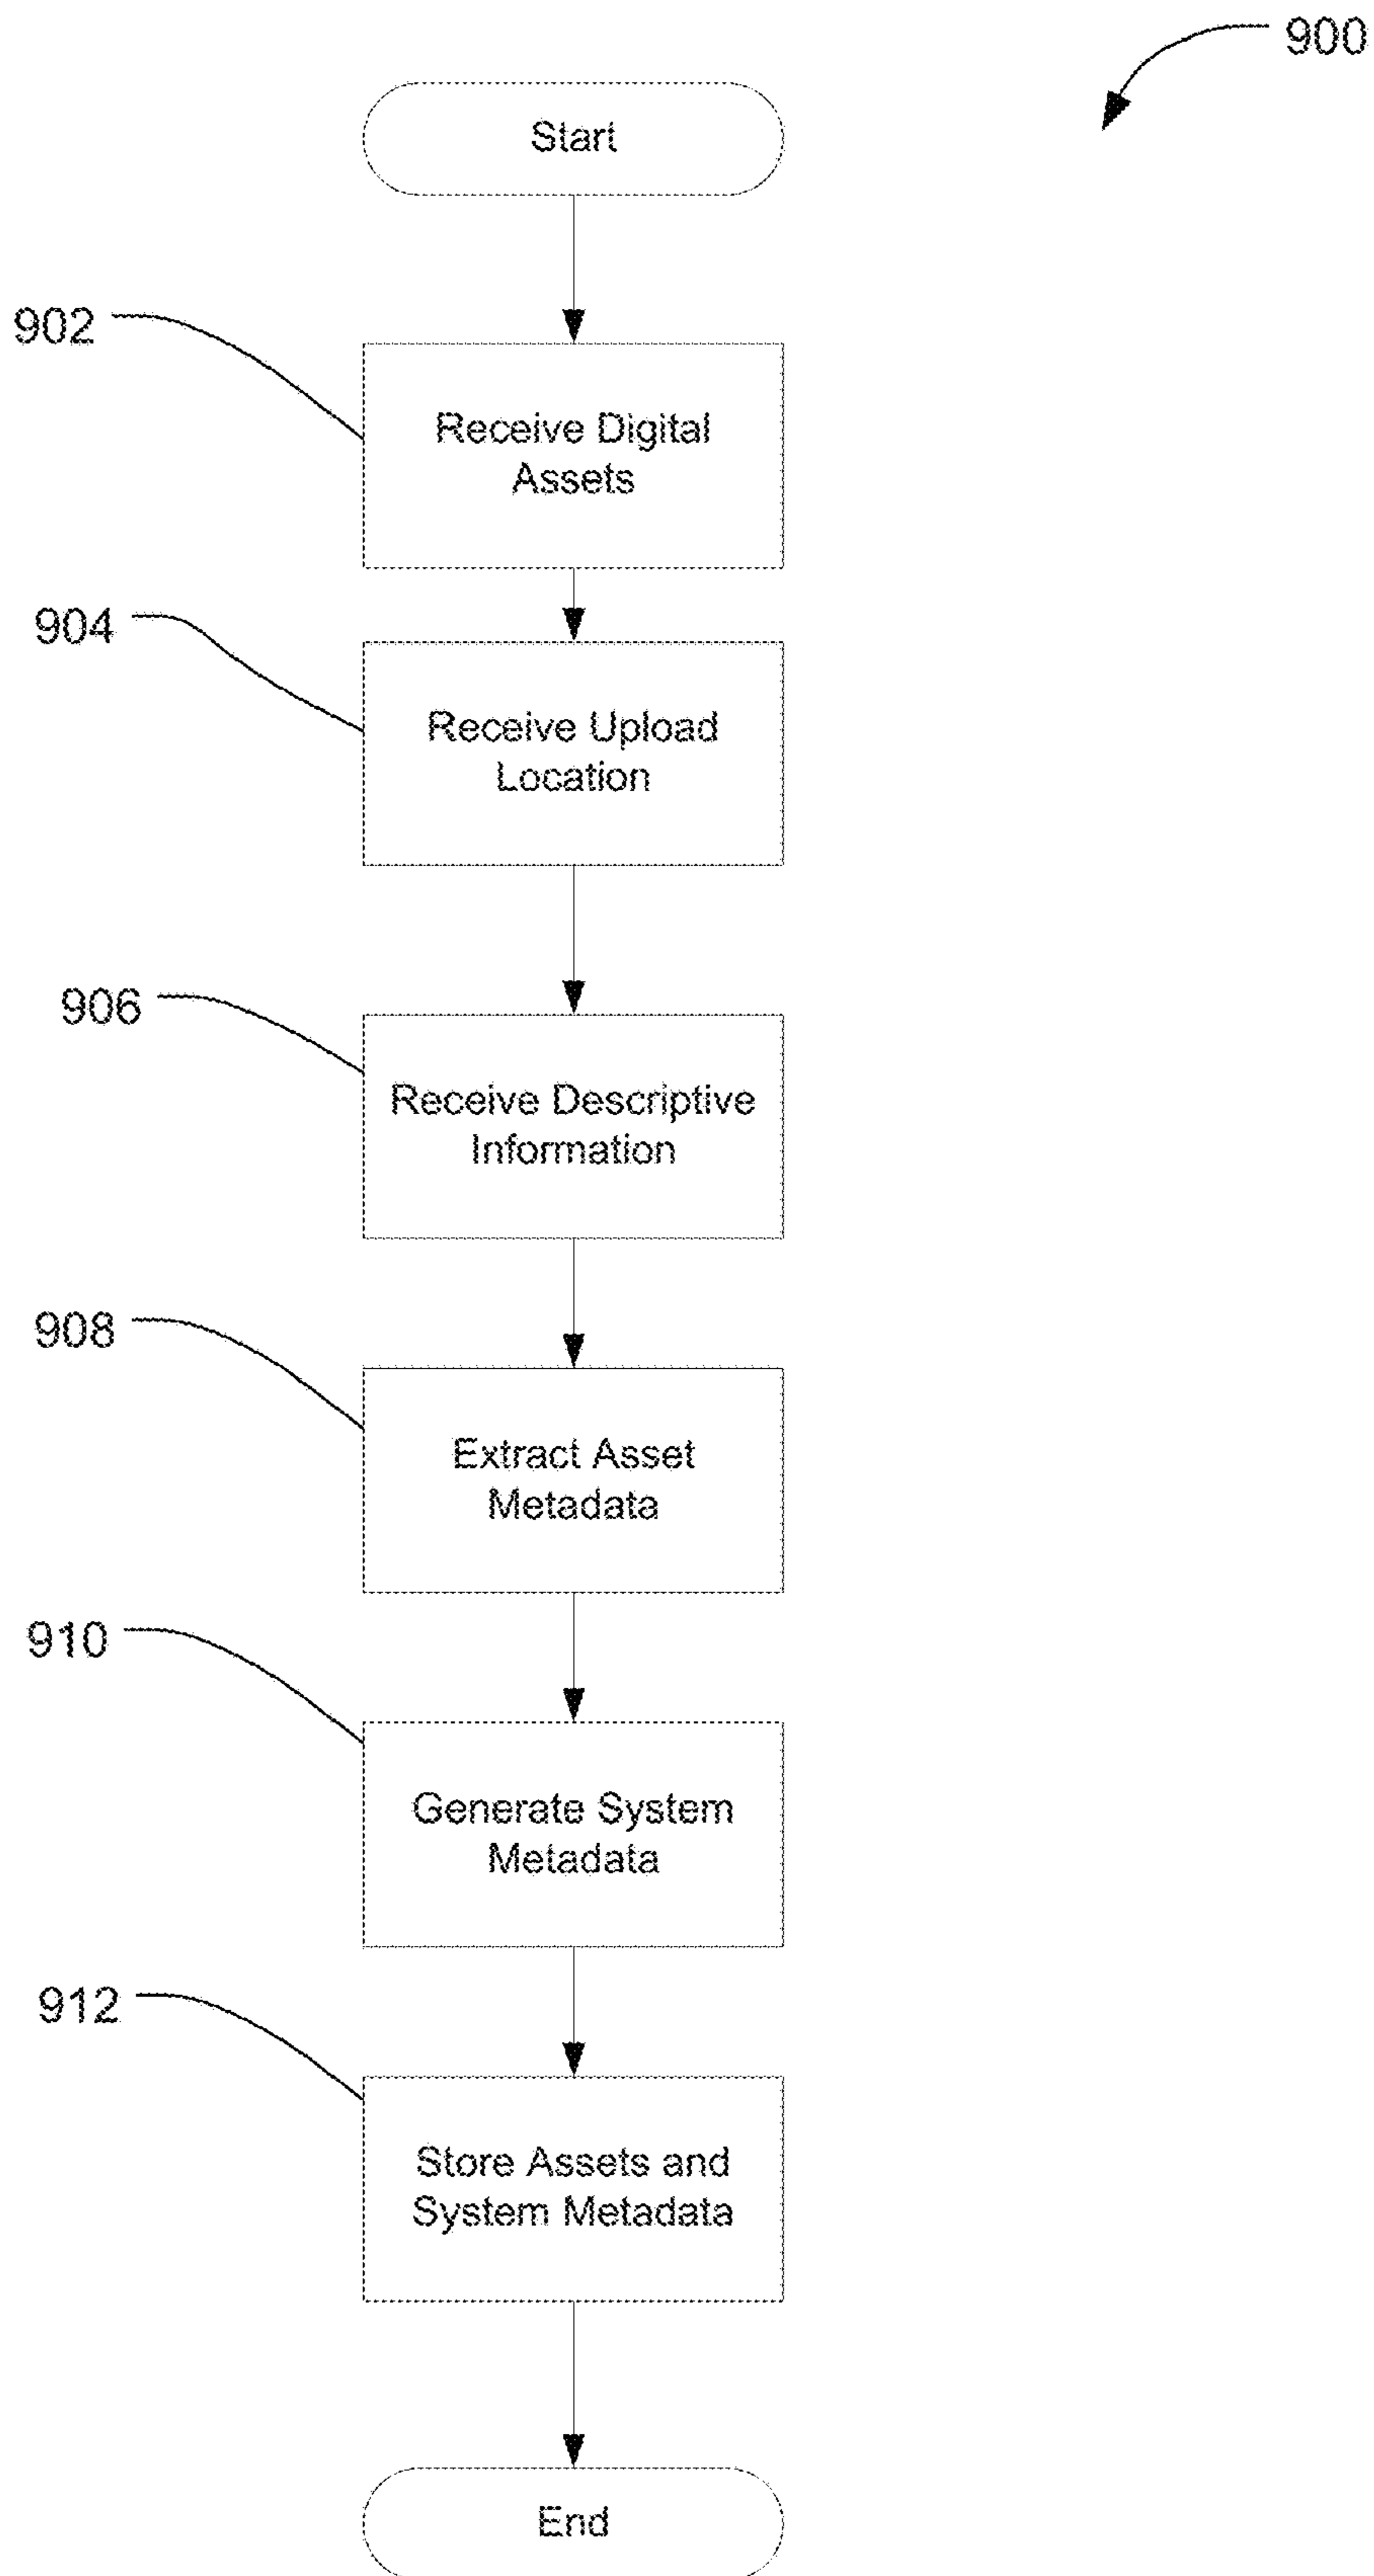 900
Start
902
Receive Digital
Assets
904
Receive Upload
Location
906
Receive Descriptive
Information
908
Extract Asset
Metadata
910
Generate System
Metadata
912
Store Assets and
System Metadata
End